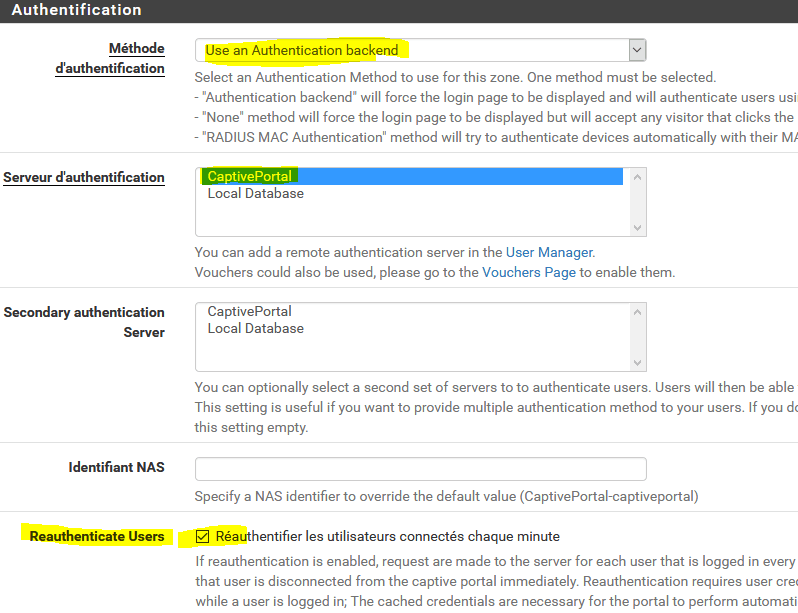 Authentification
Méthode
d'authentification
Use an Authentication backend
Select an Authentication Method to use for this zone. One method must be selected.
- "Authentication backend" will force the login page to be displayed and will authenticate users usi
- "None" method will force the login page to be displayed but will accept any visitor that clicks the
- "RADIUS MAC Authentication" method will try to authenticate devices automatically with their MA
Serveur d'authentification
CaptivePortal
Local Database
You can add a remote authentication server in the User Manager.
Vouchers could also be used, please go to the Vouchers Page to enable them.
Secondary authentication
Server
CaptivePortal
Local Database
You can optionally select a second set of servers to to authenticate users. Users will then be able
This setting is useful if you want to provide multiple authentication method to your users. If you do
this setting empty.
Identifiant NAS
Specify a NAS identifier to override the default value (CaptivePortal-captiveportal)
Reauthenticate Users
Réauthentifier les utilisateurs connectés chaque minute
If reauthentication is enabled, request are made to the server for each user that is logged in every
that user is disconnected from the captive portal immediately. Reauthentication requires user cred
while a user is logged in; The cached credentials are necessary for the portal to perform automati